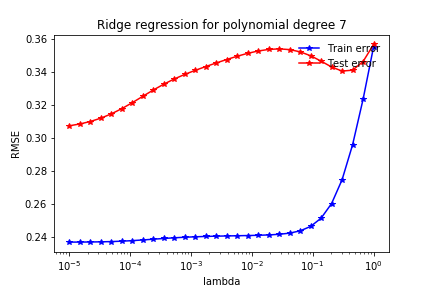 Ridge regression for polynomial degree 7
0.36
0.34
0.32
0.30
0.28
0.26
0.24
RMSE
Train error
Test error
10⁻⁵
10⁻⁴
10⁻³
10⁻²
10⁻¹
10⁰
lambda